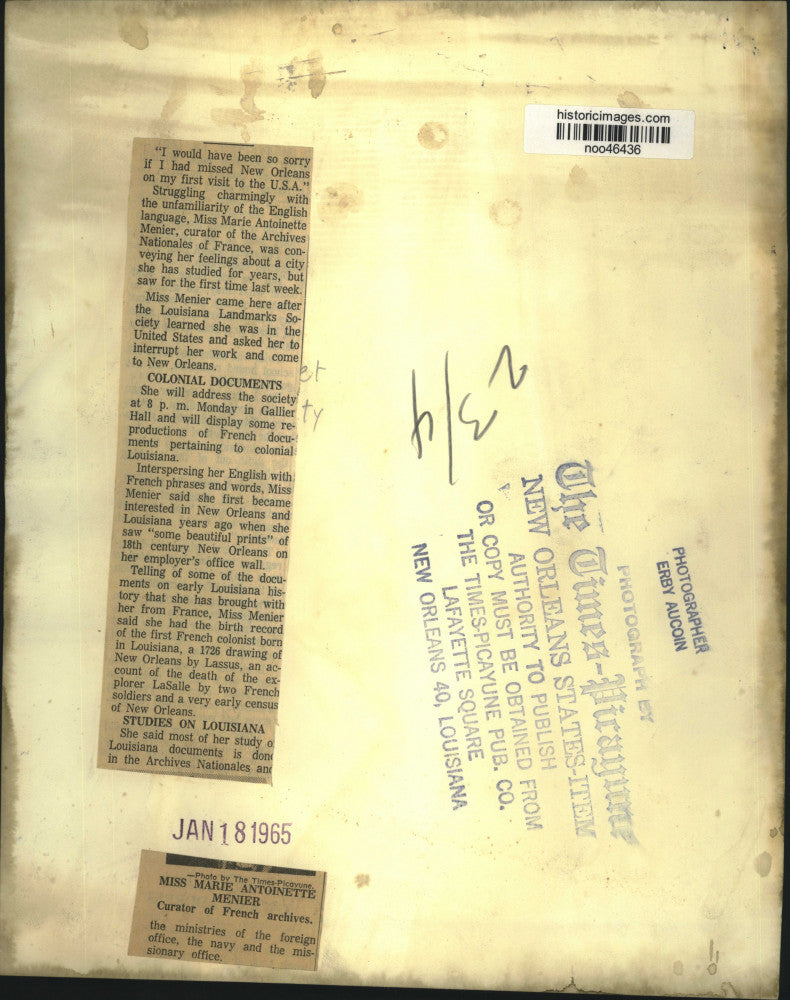 historicimages.com
noo46436
"I would have been so sorry
if I had missed New Orleans
on my first visit to the U.S.A."
Struggling charmingly with
the unfamiliarity of the English
language, Miss Marie Antoinette
Menier, curator of the Archives
Nationales of France, was con-
veying her feelings about a city
she has studied for years, but
saw for the first time last week.
Miss Menier came here after
the Louisiana Landmarks So-
ciety learned she was in the
United States and asked her to
interrupt her work and come
to New Orleans.
COLONIAL DOCUMENTS
She will address the society
at 8 p. m. Monday in Gallier
Hall and will display some re-
productions of French docu-
ments pertaining to colonial
Louisiana.
Interspersing her English with
French phrases and words, Miss
Menier said she first became
interested in New Orleans and
Louisiana years ago when she
saw "some beautiful prints" of
18th century New Orleans on
her employer's office wall.
Telling of some of the docu-
ments on early Louisiana his-
tory that she has brought with
her from France, Miss Menier
said she had the birth record
of the first French colonist born
in Louisiana, a 1726 drawing of
New Orleans by Lassus, an ac-
count of the death of the ex-
plorer LaSalle by two French
soldiers and a very early census
of New Orleans.
STUDIES ON LOUISIANA
She said most of her study o
Louisiana documents is done
in the Archives Nationales and
JAN 18 1965
—Photo by The Times-Picayune.
MISS MARIE ANTOINETTE
MENIER
Curator of French archives.
the ministries of the foreign
office, the navy and the mis-
sionary office.
et
ty
2 3/4
PHOTOGRAPHER
ERBY AUCOIN
PHOTOGRAPH BY
The Times-Picayune
NEW ORLEANS STATES-ITEM
AUTHORITY TO PUBLISH
OR COPY MUST BE OBTAINED FROM
THE TIMES-PICAYUNE PUB. CO.
LAFAYETTE SQUARE
NEW ORLEANS 40, LOUISIANA